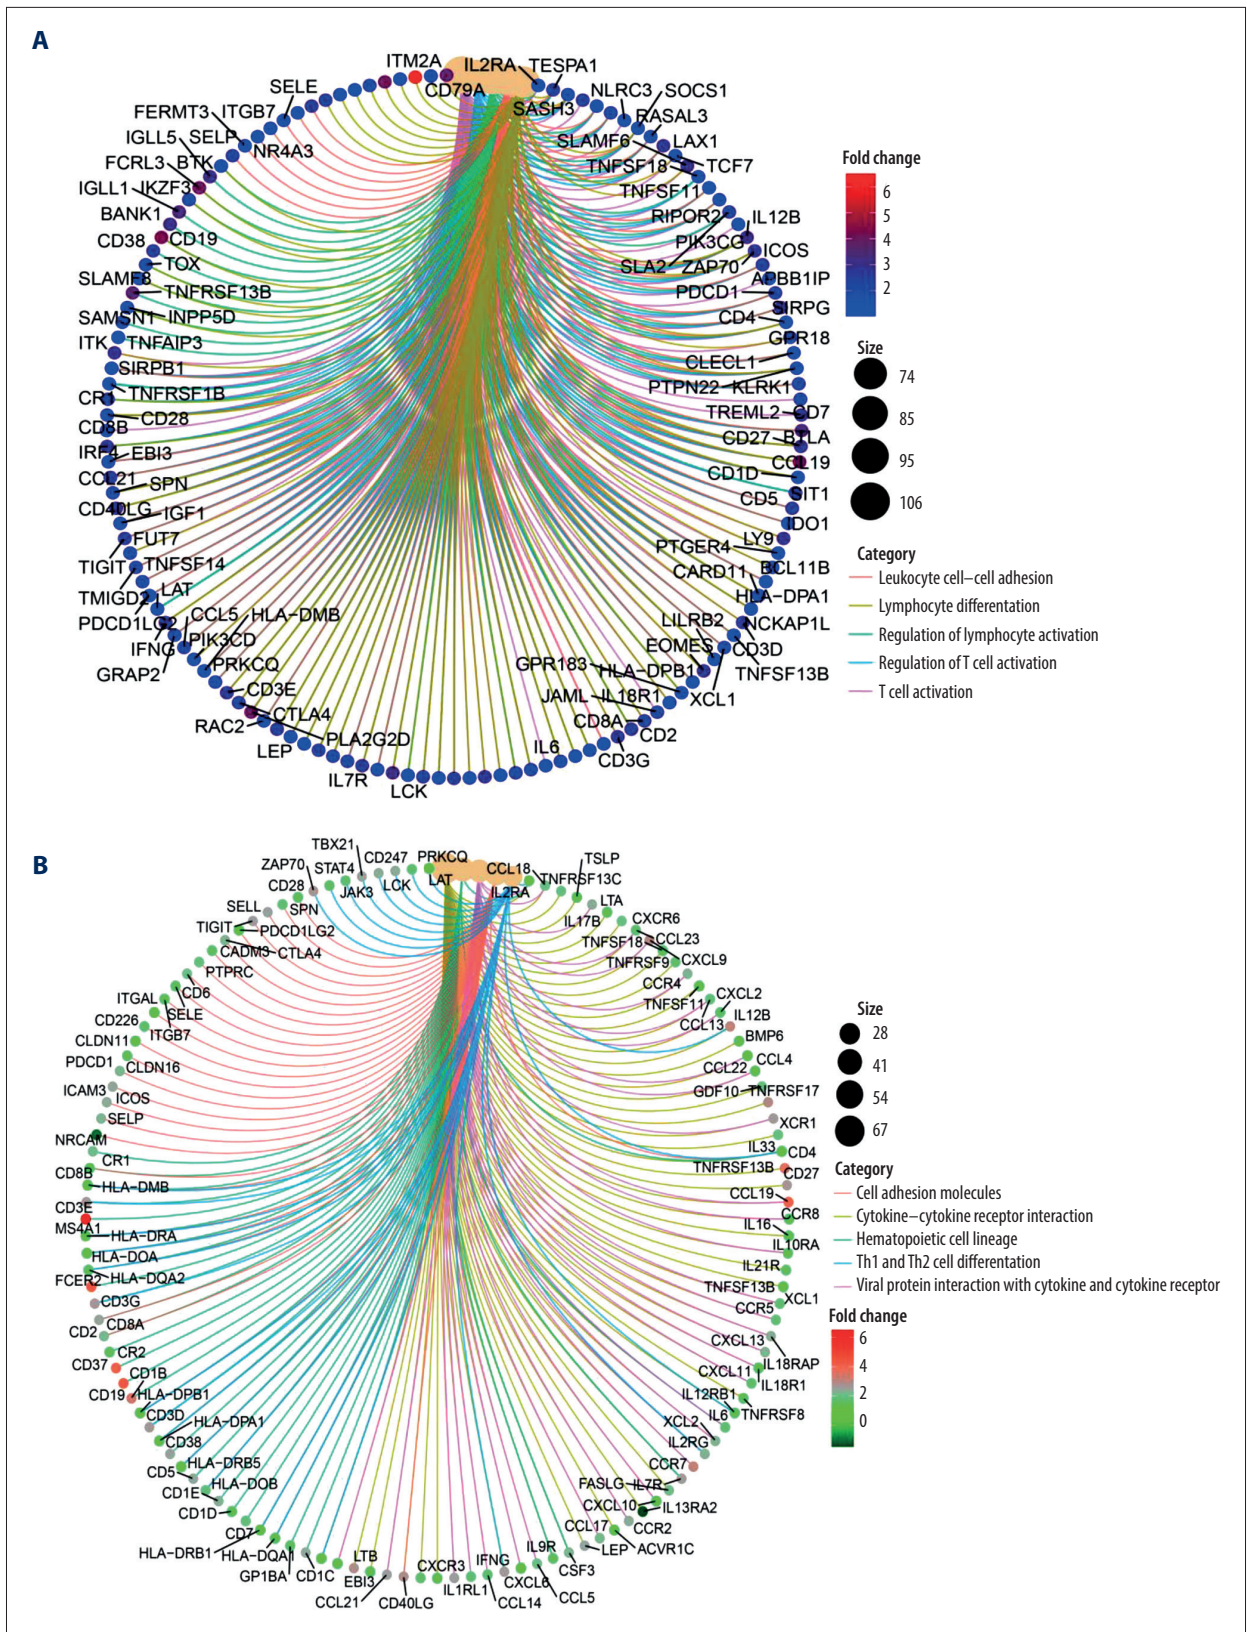 A
ITM2A
IL2RA
TESPA1
SELE
CD79A
NLRC3
SOCS1
SASH3
FERMT3
ITGB7
RASAL3
IGLL5
SELP
NR4A3
SLAMF6
LAX1
FCRL3
BTK
TNFSF18
TCF7
IGLL1
IKZF3
TNFSF11
BANK1
RIPOR2
IL12B
CD38
CD19
PIK3CG
ICOS
TOX
SLA2
ZAP70
SLAMF8
APBB1IP
TNFRSF13B
PDCD1
SAMSN1
INPP5D
CD4
SIRPG
ITK
TNFAIP3
GPR18
SIRPB1
CLECL1
CR1
TNFRSF1B
PTPN22
KLRK1
CD28
TREML2
CD7
CD8B
CD27
BTLA
IRF4
EBI3
CCL19
CCL21
SPN
CD1D
CD40LG
IGF1
CD5
SIT1
IDO1
FUT7
LY9
PTGER4
TIGIT
TNFSF14
CARD11
BCL11B
TMIGD2
LAT
HLA–DPA1
PDCD1LG2
CCL5
HLA–DMB
LILRB2
NCKAP1L
IFNG
PIK3CD
EOMES
CD3D
GRAP2
PRKCQ
GPR183
HLA–DPB1
TNFSF13B
CD3E
JAML
IL18R1
XCL1
RAC2
CTLA4
CD8A
CD2
LEP
PLA2G2D
IL6
CD3G
IL7R
LCK
Fold change
6
5
4
3
2
Size
74
85
95
106
Category
Leukocyte cell–cell adhesion
Lymphocyte differentation
Regulation of lymphocyte activation
Regulation of T cell activation
T cell activation
B
TBX21
CD247
PRKCQ
TSLP
ZAP70
STAT4
CCL18
TNFRSF13C
CD28
JAK3
LCK
LAT
IL2RA
LTA
SELL
SPN
IL17B
CXCR6
TIGIT
PDCD1LG2
TNFSF18
CCL23
CADM3
CTLA4
TNFRSF9
CXCL9
PTPRC
CCR4
CD6
CXCL2
ITGAL
SELE
TNFSF11
IL12B
CD226
ITGB7
CCL13
BMP6
CLDN11
CCL4
PDCD1
CLDN16
CCL22
ICAM3
ICOS
GDF10
TNFRSF17
SELP
XCR1
NRCAM
IL33
CD4
CR1
TNFRSF13B
CD27
CD8B
HLA–DMB
CCL19
CD3E
CCR8
MS4A1
HLA–DRA
IL16
IL10RA
HLA–DOA
IL21R
FCER2
HLA–DQA2
TNFSF13B
CD3G
XCL1
CD8A
CCR5
CD2
CXCL13
CR2
IL18RAP
CD37
CD1B
CXCL11
IL18R1
CD19
HLA–DPB1
IL12RB1
CD3D
HLA–DPA1
IL6
TNFRSF8
CD38
XCL2
IL2RG
CD5
HLA–DRB5
CCR7
CD1E
HLA–DOB
FASLG
IL7R
CD1D
CXCL10
IL13RA2
CD7
CCL17
CCR2
HLA–DRB1
HLA–DQA1
LTB
IL9R
LEP
ACVR1C
GP1BA
CD1C
EBI3
CXCR3
IFNG
CSF3
CCL21
CD40LG
IL1RL1
CXCL6
CCL14
CCL5
Size
28
41
54
67
Category
Cell adhesion molecules
Cytokine–cytokine receptor interaction
Hematopoietic cell lineage
Th1 and Th2 cell differentiation
Viral protein interaction with cytokine and cytokine receptor
Fold change
6
4
2
0